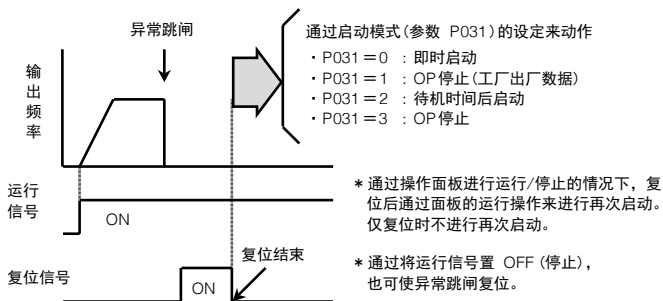 异常跳闸
输出频率
通过启动模式(参数 P031)的设定来动作
・P031＝0 ：即时启动
・P031＝1 ：OP停止(工厂出厂数据)
・P031＝2 ：待机时间后启动
・P031＝3 ：OP停止
运行
信号
ON
＊通过操作面板进行运行/停止的情况下，复
位后通过面板的运行操作来进行再次启动。
仅复位时不进行再次启动。
复位信号
ON
复位结束
＊通过将运行信号置 OFF (停止)，
也可使异常跳闸复位。